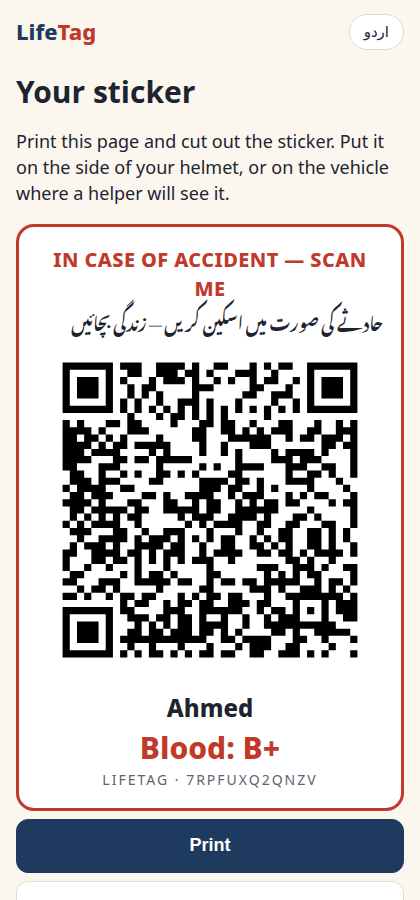 LifeTag
اردو
Your sticker
Print this page and cut out the sticker. Put it
on the side of your helmet, or on the vehicle
where a helper will see it.
IN CASE OF ACCIDENT — SCAN
ME
حادثے کی صورت میں اسکین کریں — زندگی بچائیں
Ahmed
Blood: B+
LIFETAG · 7RPFUXQ2QNZV
Print